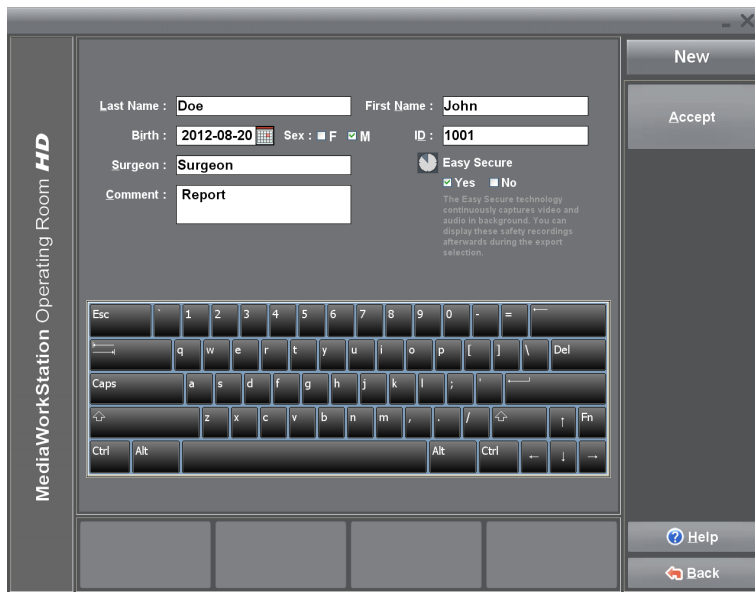 New
Last Name : Doe First Name : John
Birth : 2012-08-20 Sex : F M ID : 1001
Surgeon : Surgeon Easy Secure
Yes No
Comment : Report
The Easy Secure technology
continuously captures video and
audio in background. You can
display these safety recordings
afterwards during the export
selection.
Accept
MediaWorkStation Operating Room HD
Esc ` 1 2 3 4 5 6 7 8 9 0 - = ←
q w e r t y u i o p [ ] \ Del
Caps a s d f g h j k l ; '
z x c v b n m , . / ↑ Fn
Ctrl Alt Alt Ctrl ← ↓ →
Help
Back